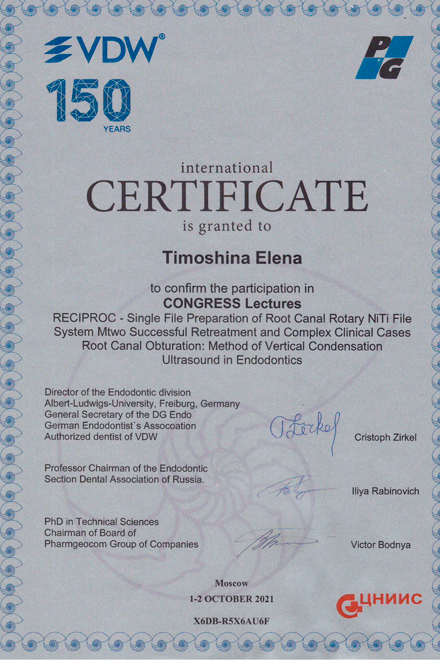 VDW®
PG
150
YEARS
international
CERTIFICATE
is granted to
Timoshina Elena
to confirm the participation in
CONGRESS Lectures
RECIPROC - Single File Preparation of Root Canal Rotary NiTi File
System Mtwo Successful Retreatment and Complex Clinical Cases
Root Canal Obturation: Method of Vertical Condensation
Ultrasound in Endodontics
Director of the Endodontic division
Albert-Ludwigs-University, Freiburg, Germany
General Secretary of the DG Endo
German Endodontist´s Assocoation
Authorized dentist of VDW
Cristoph Zirkel
Professor Chairman of the Endodontic
Section Dental Association of Russia.
Iliya Rabinovich
PhD in Technical Sciences
Chairman of Board of
Pharmgeocom Group of Companies
Victor Bodnya
Moscow
1-2 OCTOBER 2021
X6DB-R5X6AU6F
ЦНИИС